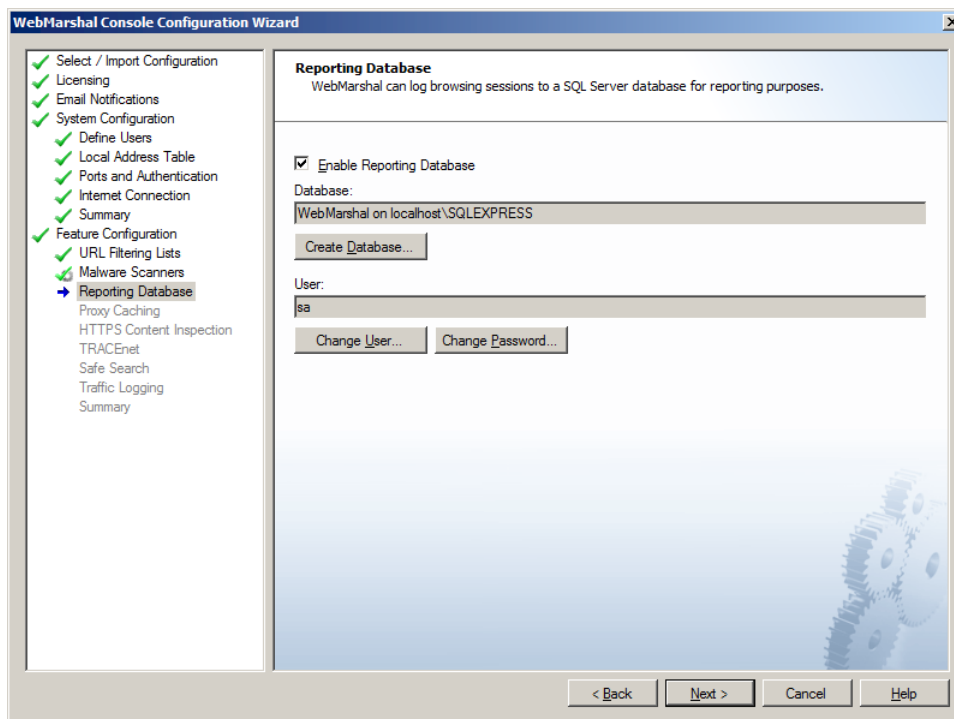 WebMarshal Console Configuration Wizard
Select / Import Configuration
Licensing
Email Notifications
System Configuration
Define Users
Local Address Table
Ports and Authentication
Internet Connection
Summary
Feature Configuration
URL Filtering Lists
Malware Scanners
Reporting Database
Proxy Caching
HTTPS Content Inspection
TRACEnet
Safe Search
Traffic Logging
Summary
Reporting Database
WebMarshal can log browsing sessions to a SQL Server database for reporting purposes.
Enable Reporting Database
Database:
WebMarshal on localhost\SQLEXPRESS
Create Database...
User:
sa
Change User... Change Password...
< Back Next > Cancel Help